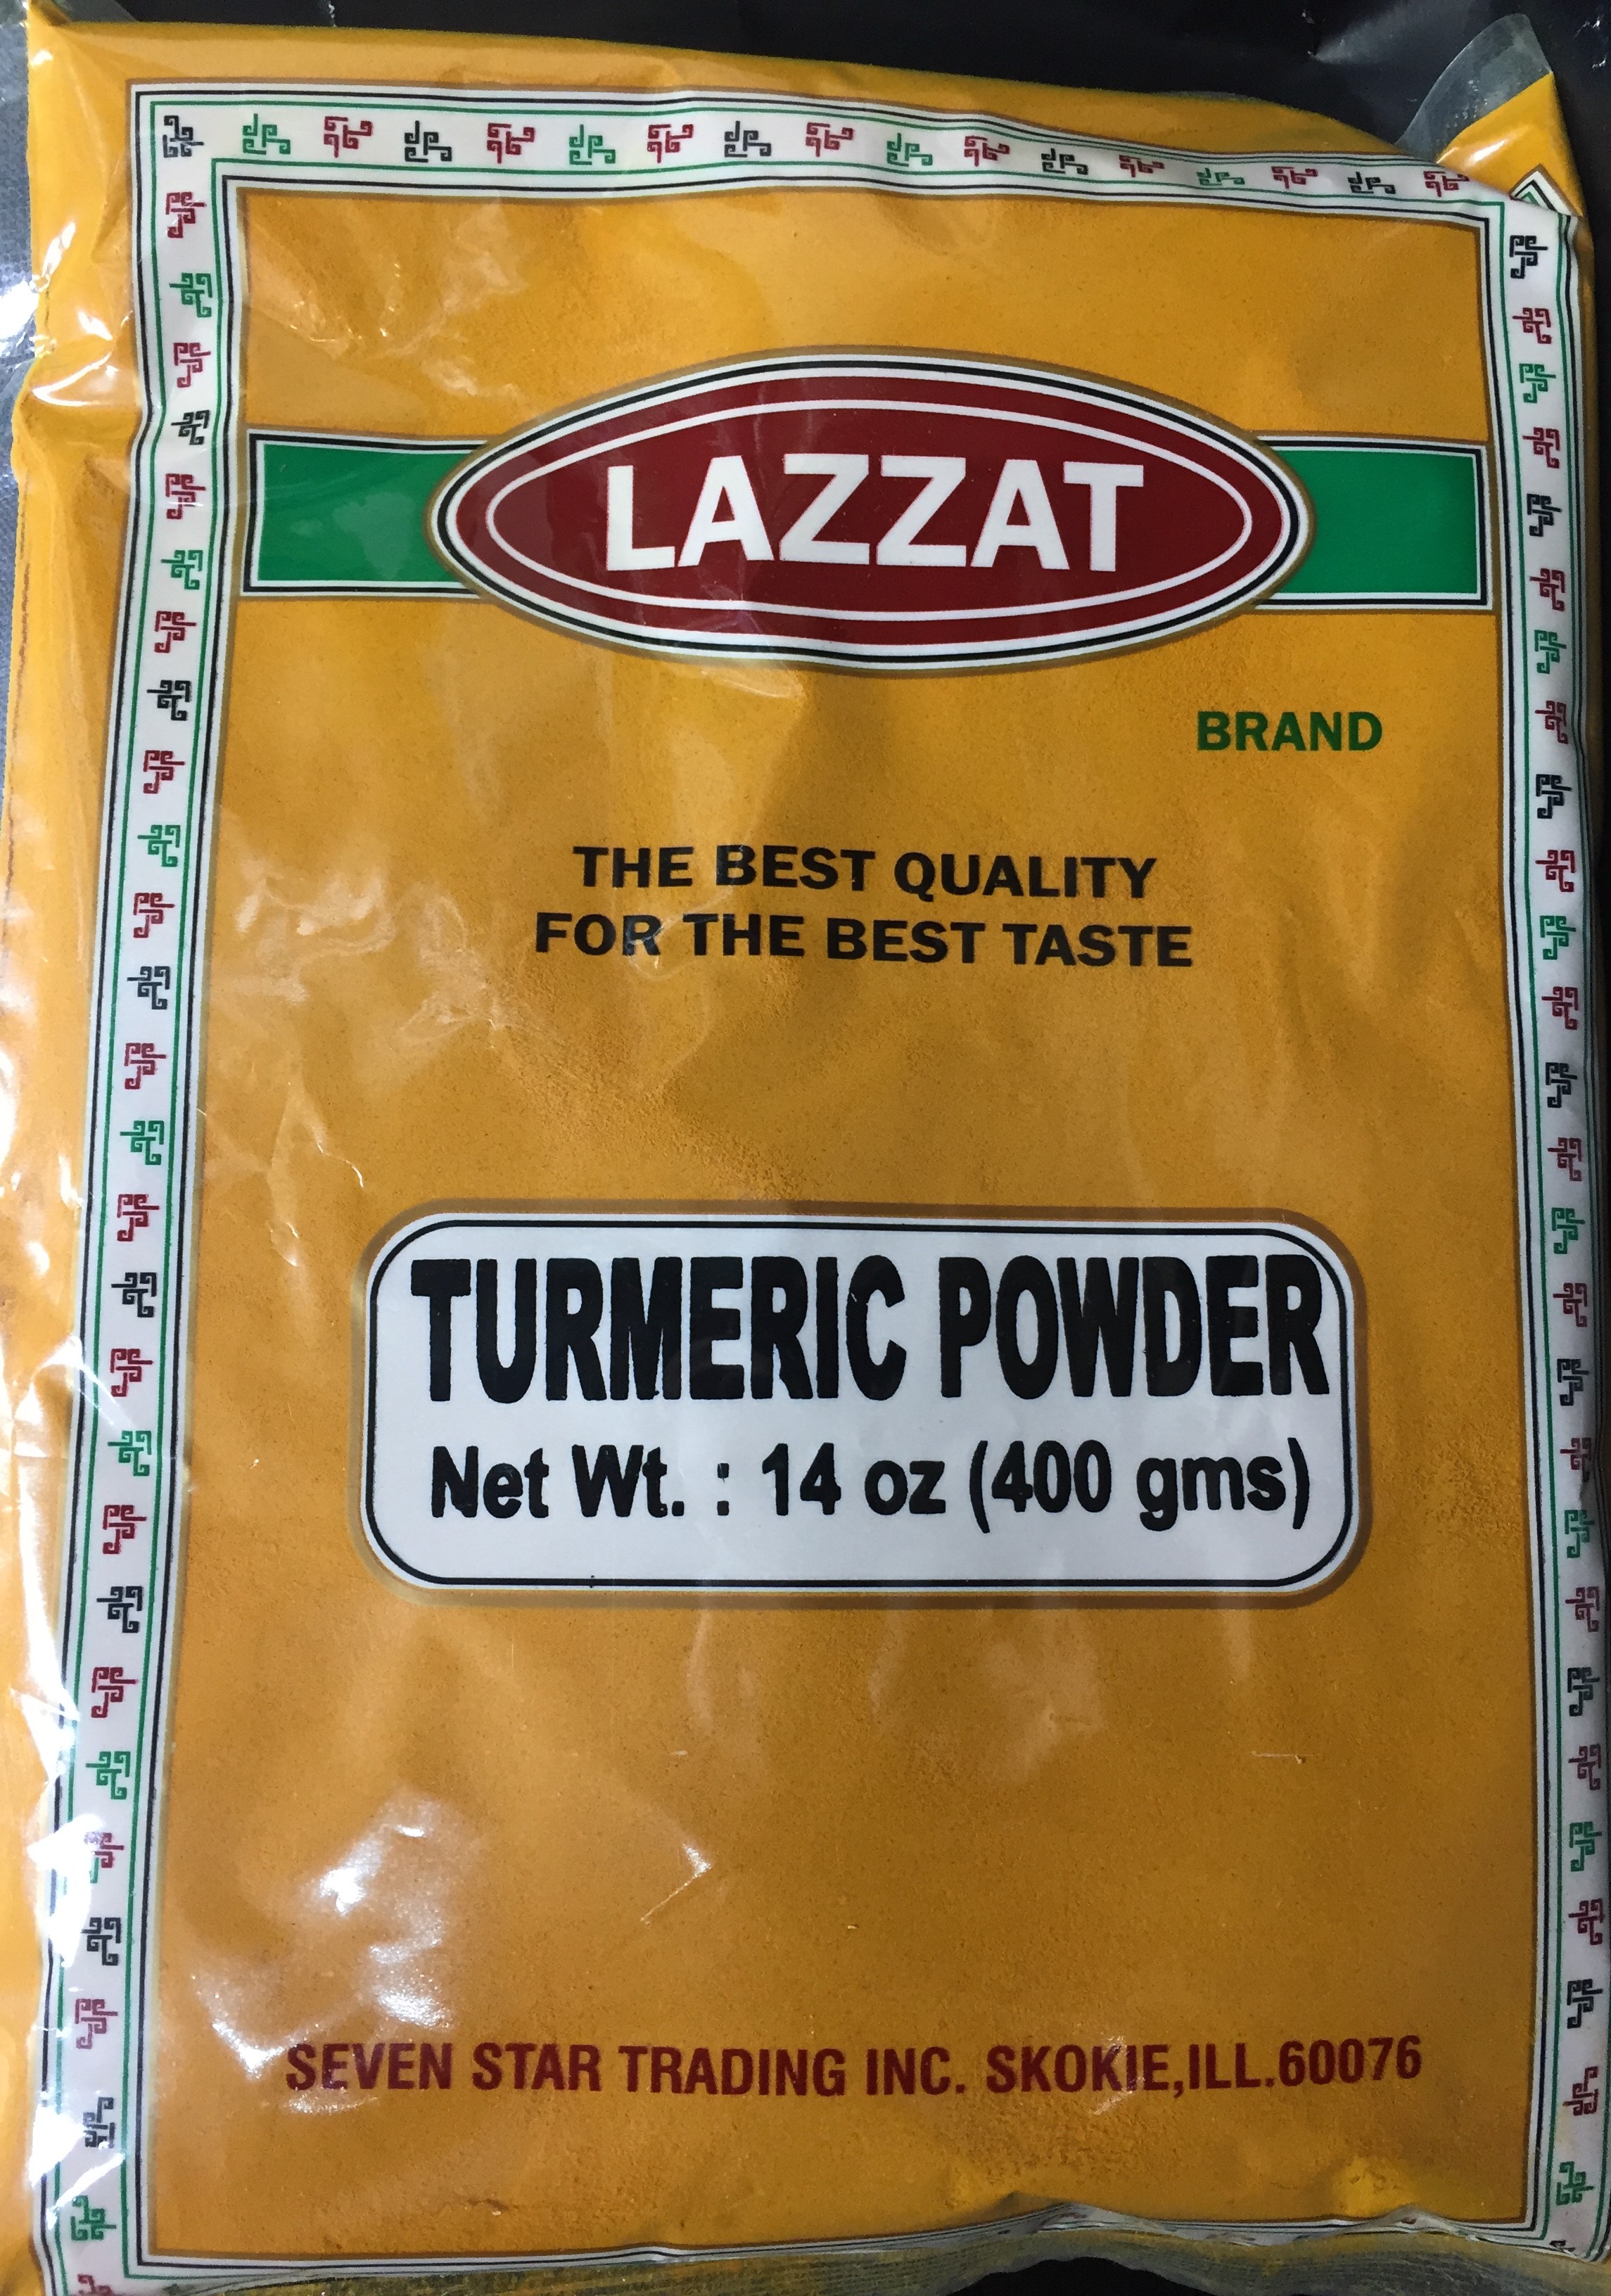 LAZZAT
BRAND
THE BEST QUALITY
FOR THE BEST TASTE
TURMERIC POWDER
Net Wt. : 14 oz (400 gms)
SEVEN STAR TRADING INC. SKOKIE,ILL.60076